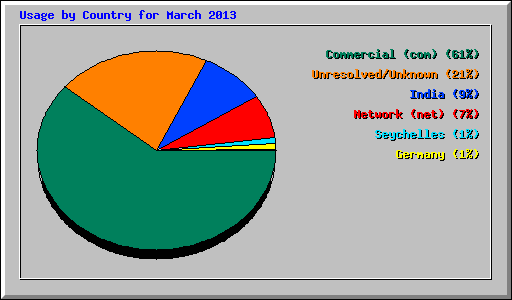 Usage by Country for March 2013
Commercial (com) (61%)
Unresolved/Unknown (21%)
India (9%)
Network (net) (7%)
Seychelles (1%)
Germany (1%)